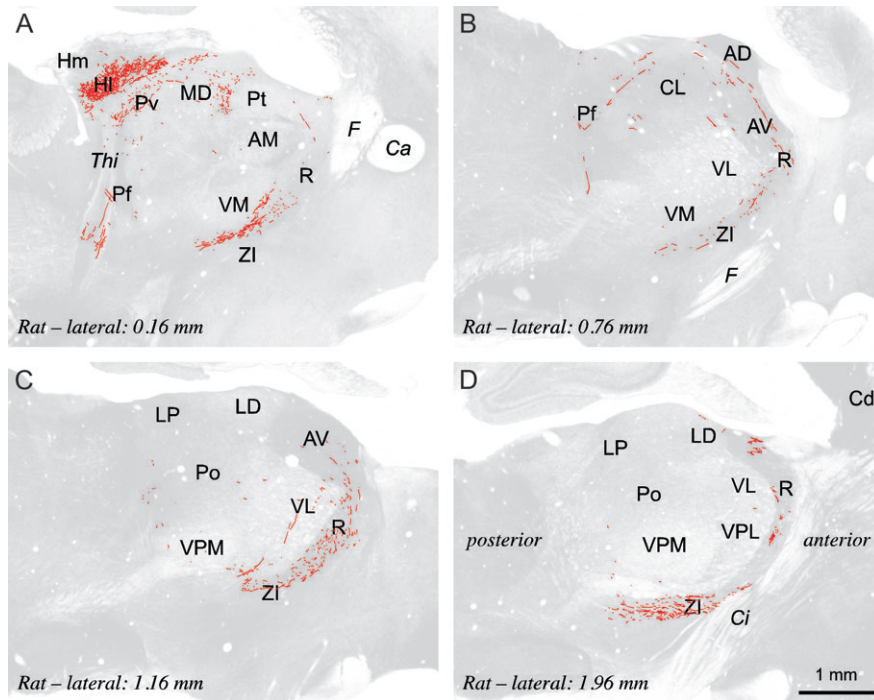 A
Hm
Hl
Pv
MD
Pt
AM
F
Ca
Thi
R
Pf
VM
ZI
Rat – lateral: 0.16 mm
B
AD
CL
Pf
AV
R
VL
VM
ZI
F
Rat – lateral: 0.76 mm
C
LP
LD
AV
Po
VL
R
VPM
ZI
Rat – lateral: 1.16 mm
D
Cd
LD
LP
VL
R
Po
posterior
VPM
VPL
anterior
ZI
Ci
Rat – lateral: 1.96 mm
1 mm